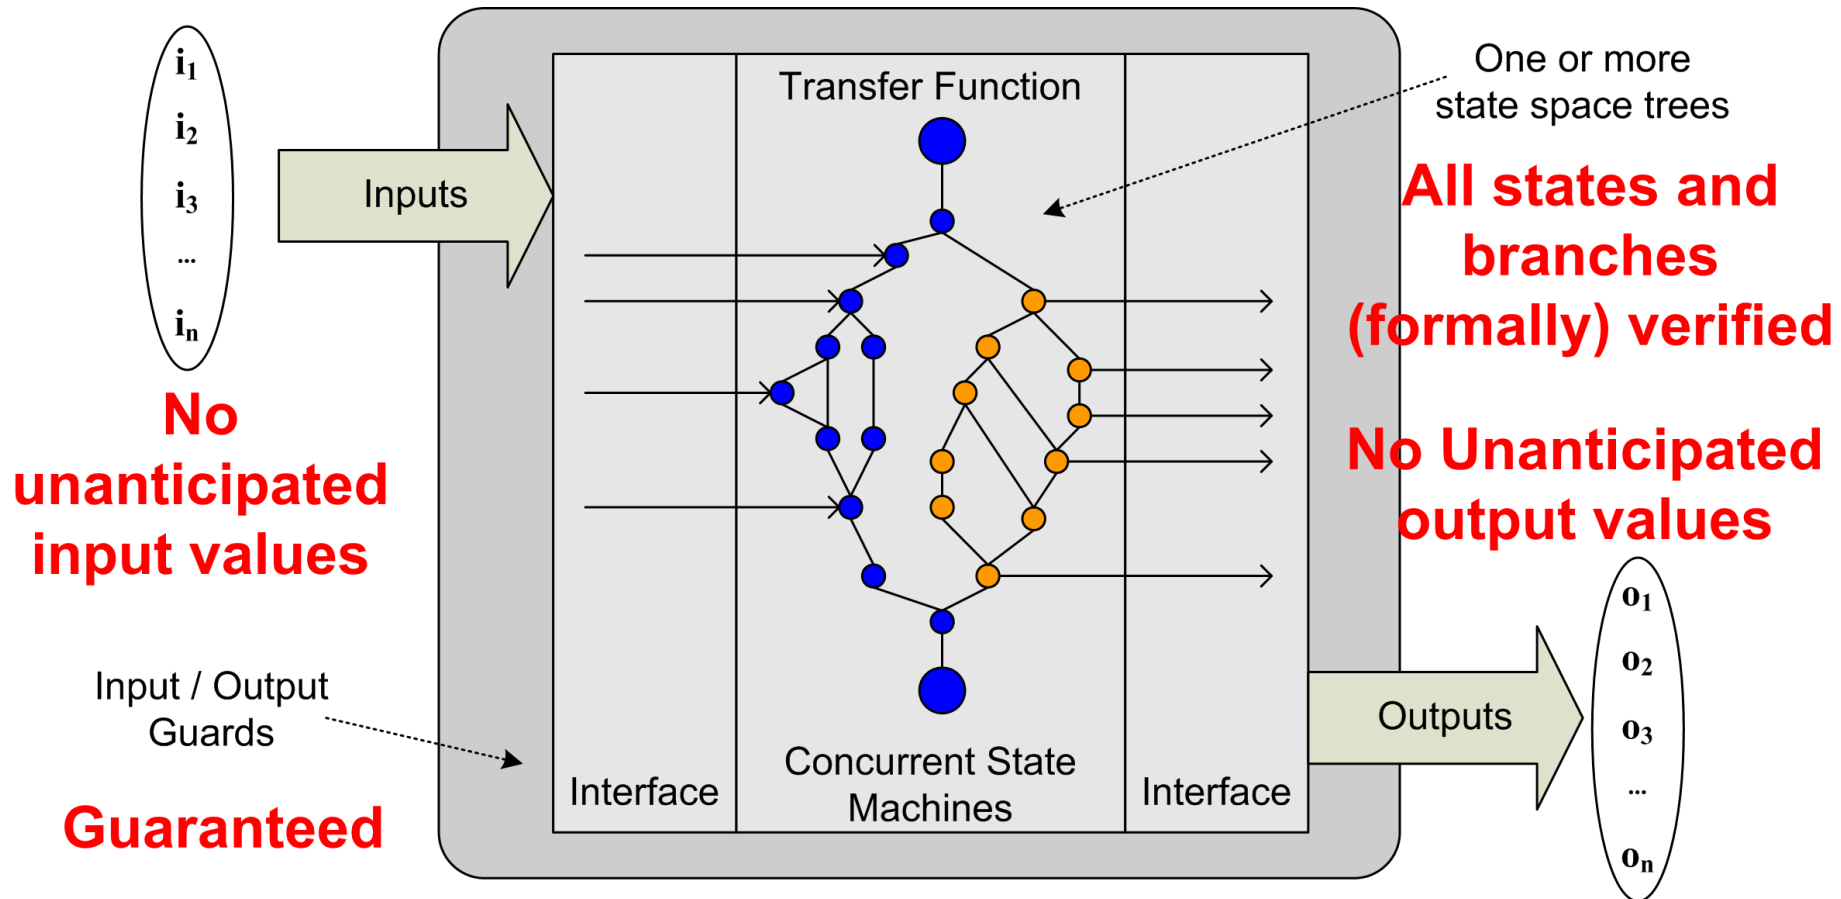 i1
i2
i3
...
in
Inputs
No
unanticipated
input values
Input / Output
Guards
Guaranteed
Transfer Function
Interface
Concurrent State
Machines
Interface
One or more
state space trees
All states and
branches
(formally) verified
No Unanticipated
output values
Outputs
o1
o2
o3
...
on